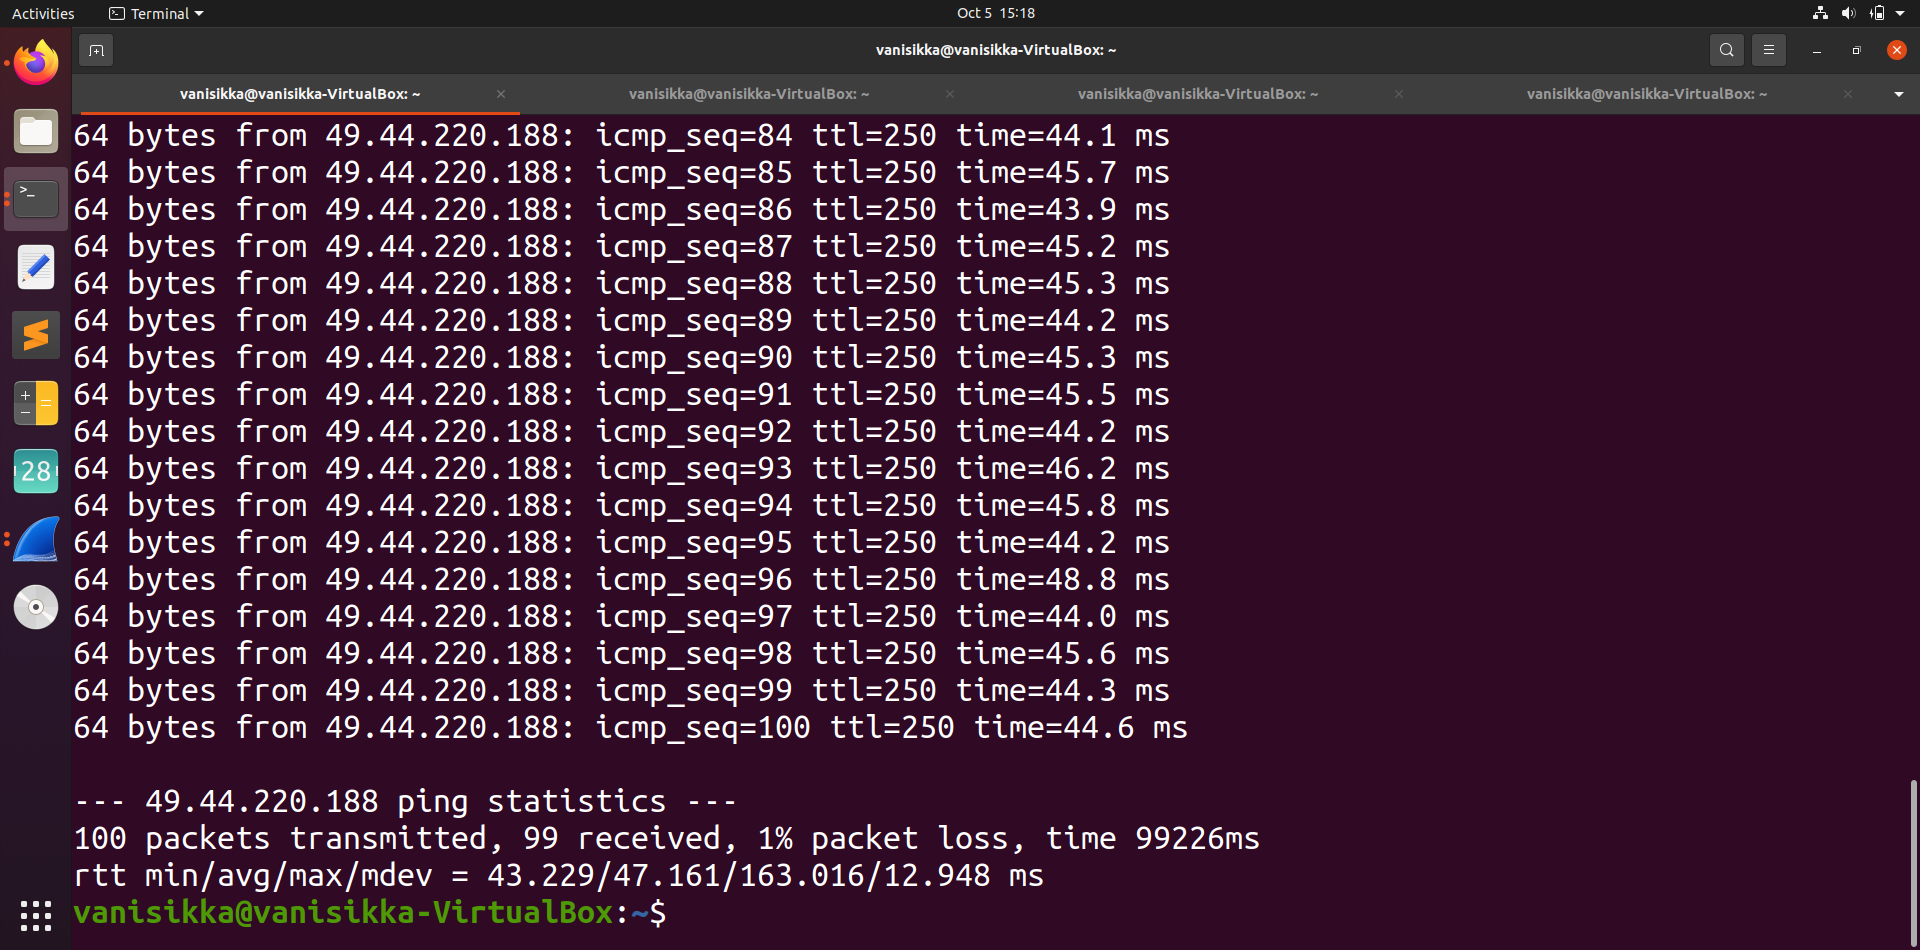 Activities
Terminal
Oct 5 15:18
vanisikka@vanisikka-VirtualBox: ~
vanisikka@vanisikka-VirtualBox: ~
vanisikka@vanisikka-VirtualBox: ~
vanisikka@vanisikka-VirtualBox: ~
vanisikka@vanisikka-VirtualBox: ~
28
64 bytes from 49.44.220.188: icmp_seq=84 ttl=250 time=44.1 ms
64 bytes from 49.44.220.188: icmp_seq=85 ttl=250 time=45.7 ms
64 bytes from 49.44.220.188: icmp_seq=86 ttl=250 time=43.9 ms
64 bytes from 49.44.220.188: icmp_seq=87 ttl=250 time=45.2 ms
64 bytes from 49.44.220.188: icmp_seq=88 ttl=250 time=45.3 ms
64 bytes from 49.44.220.188: icmp_seq=89 ttl=250 time=44.2 ms
64 bytes from 49.44.220.188: icmp_seq=90 ttl=250 time=45.3 ms
64 bytes from 49.44.220.188: icmp_seq=91 ttl=250 time=45.5 ms
64 bytes from 49.44.220.188: icmp_seq=92 ttl=250 time=44.2 ms
64 bytes from 49.44.220.188: icmp_seq=93 ttl=250 time=46.2 ms
64 bytes from 49.44.220.188: icmp_seq=94 ttl=250 time=45.8 ms
64 bytes from 49.44.220.188: icmp_seq=95 ttl=250 time=44.2 ms
64 bytes from 49.44.220.188: icmp_seq=96 ttl=250 time=48.8 ms
64 bytes from 49.44.220.188: icmp_seq=97 ttl=250 time=44.0 ms
64 bytes from 49.44.220.188: icmp_seq=98 ttl=250 time=45.6 ms
64 bytes from 49.44.220.188: icmp_seq=99 ttl=250 time=44.3 ms
64 bytes from 49.44.220.188: icmp_seq=100 ttl=250 time=44.6 ms
--- 49.44.220.188 ping statistics ---
100 packets transmitted, 99 received, 1% packet loss, time 99226ms
rtt min/avg/max/mdev = 43.229/47.161/163.016/12.948 ms
vanisikka@vanisikka-VirtualBox:~$